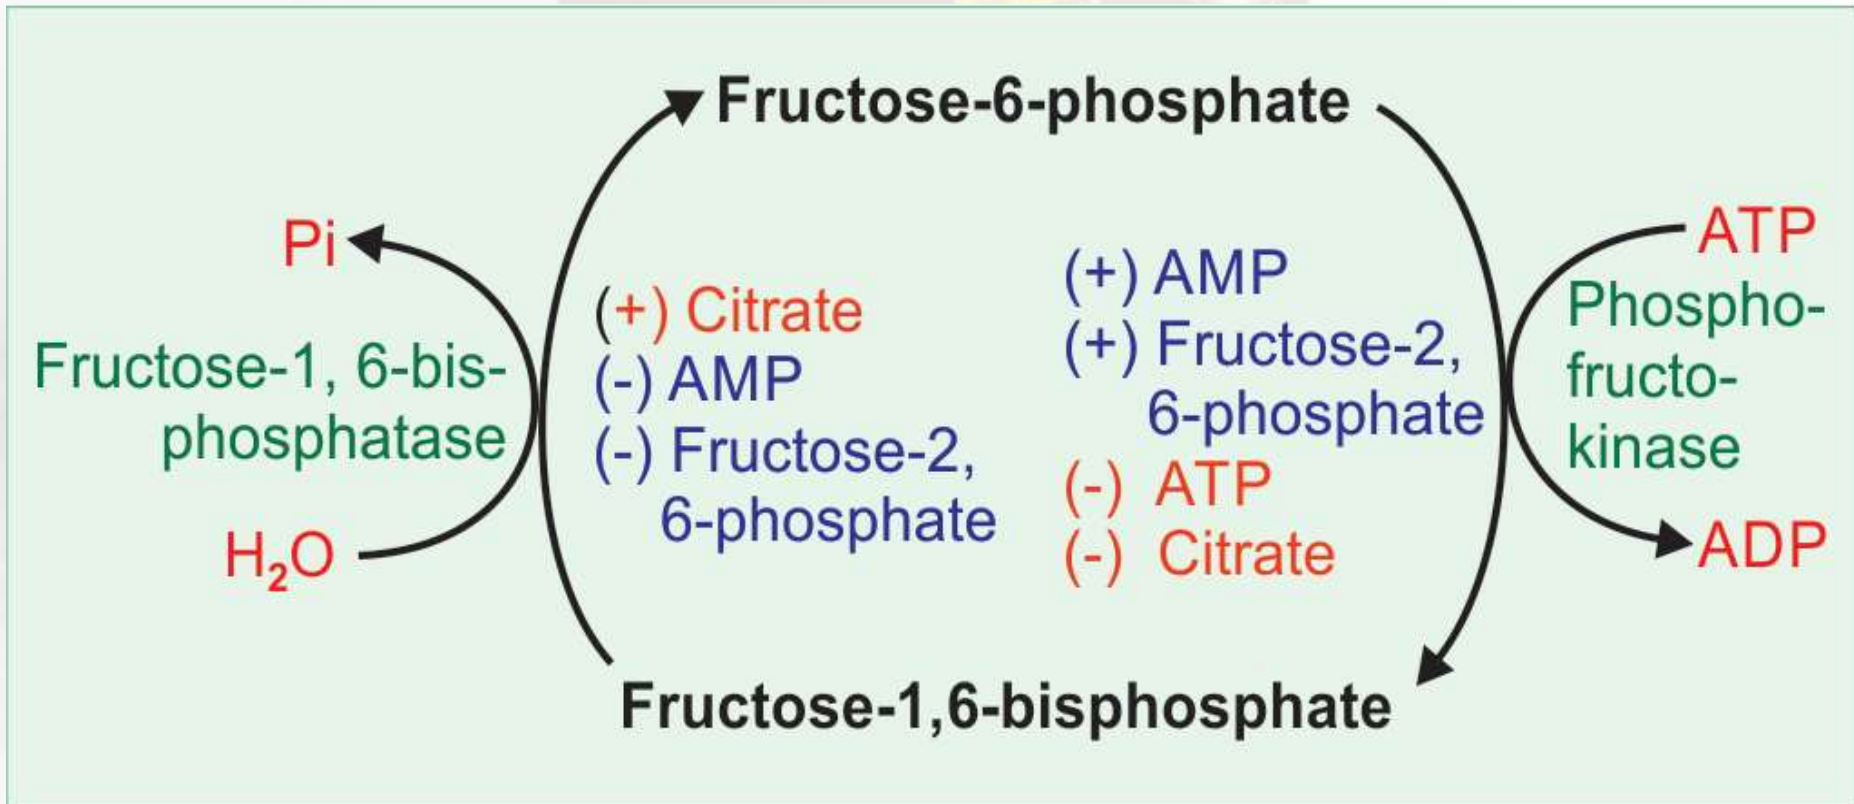 Fructose-6-phosphate
Pi
Fructose-1, 6-bis-
phosphatase
H₂O
(+) Citrate
(-) AMP
(-) Fructose-2,
6-phosphate
(+) AMP
(+) Fructose-2,
6-phosphate
(-) ATP
(-) Citrate
ATP
Phospho-
fructo-
kinase
ADP
Fructose-1,6-bisphosphate